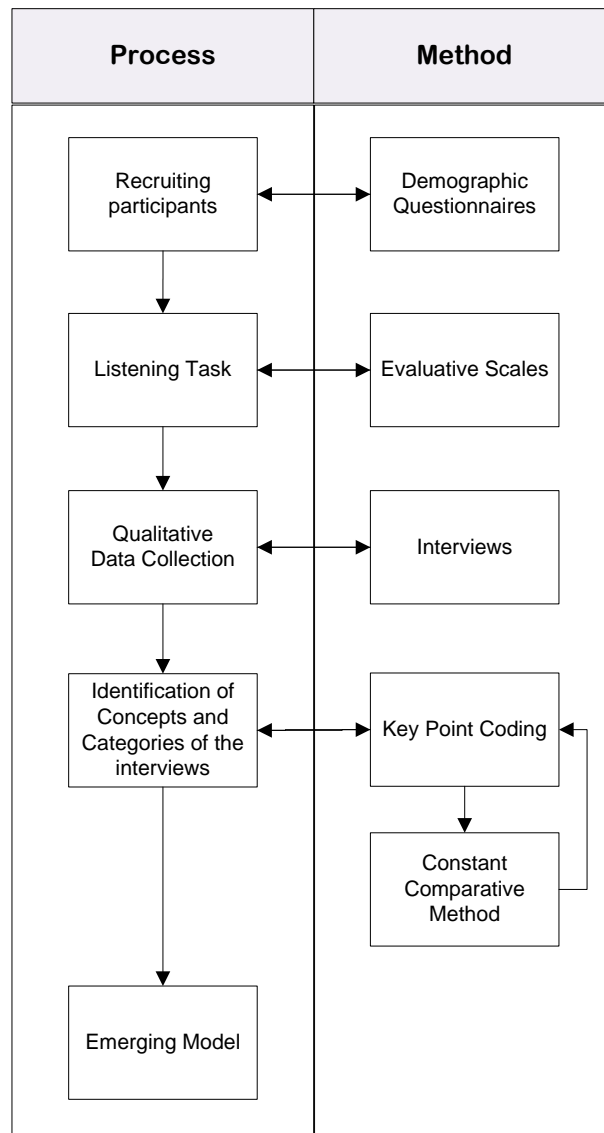 Process
Method
Recruiting
participants
Demographic
Questionnaires
Listening Task
Evaluative Scales
Qualitative
Data Collection
Interviews
Identification of
Concepts and
Categories of the
interviews
Key Point Coding
Constant
Comparative
Method
Emerging Model